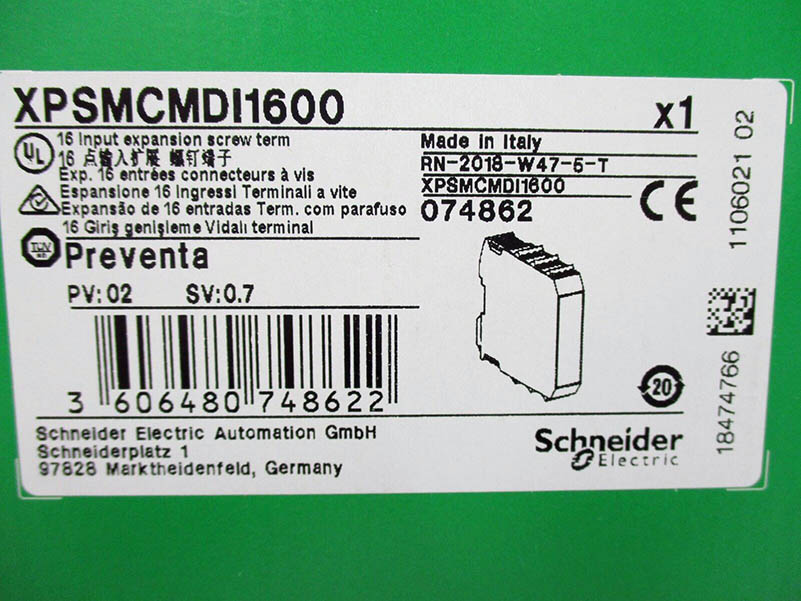 XPSMCMDI1600
x1
UL
16 Input expansion screw term
16 点输入扩展 螺钉端子
Exp. 16 entrées connecteurs à vis
Espansione 16 Ingressi Terminali a vite
Expansão de 16 entradas Term. com parafuso
16 Giriş genişleme Vidalı terminal
Made in Italy
RN-2018-W47-5-T
XPSMCMDI1600
074862
CE
TÜV
Preventa
PV:02 SV:0.7
3 606480 748622
20
Schneider Electric Automation GmbH
Schneiderplatz 1
97828 Marktheidenfeld, Germany
Schneider
Electric
1106021 02
18474766